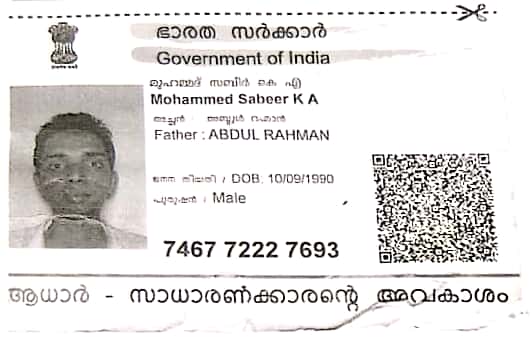 ഭാരത സർക്കാർ
Government of India
മുഹമ്മദ് സബീർ കെ എ
Mohammed Sabeer K A
അച്ഛൻ : അബ്ദുൾ റഹ്മാൻ
Father : ABDUL RAHMAN
ജനന തിയതി / DOB: 10/09/1990
പുരുഷൻ / Male
7467 7222 7693
ആധാർ - സാധാരണ്‍ക്കാരന്റെ അവകാശം